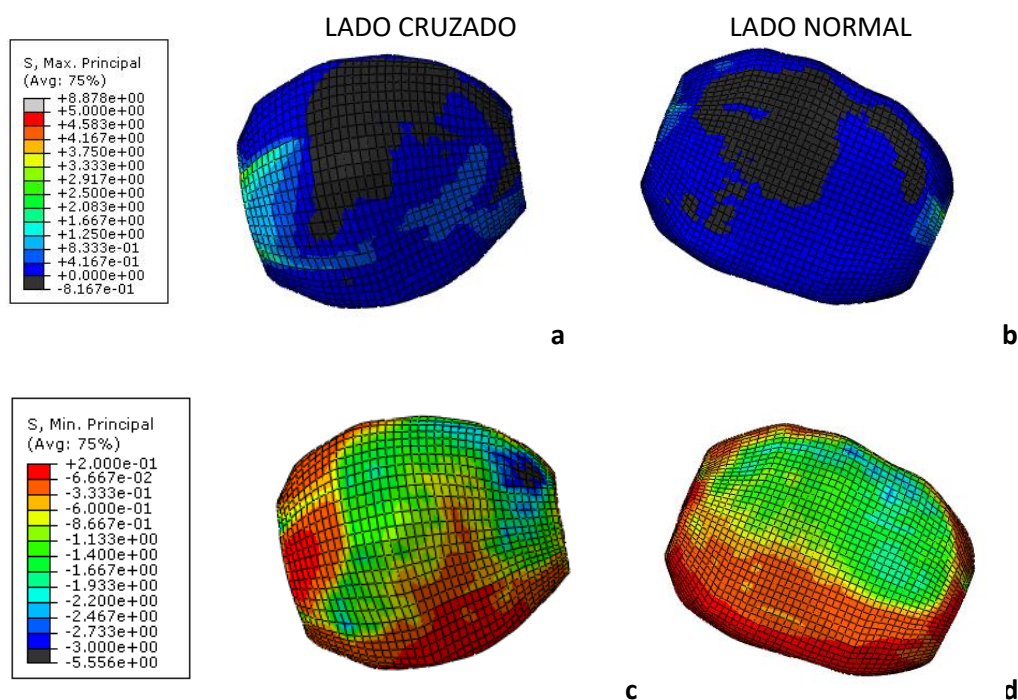 LADO CRUZADO
LADO NORMAL
S, Max. Principal
(Avg: 75%)
+8.878e+00
+5.000e+00
+4.583e+00
+4.167e+00
+3.750e+00
+3.333e+00
+2.917e+00
+2.500e+00
+2.083e+00
+1.667e+00
+1.250e+00
+8.333e-01
+4.167e-01
+0.000e+00
-8.167e-01
a
b
S, Min. Principal
(Avg: 75%)
+2.000e-01
-6.667e-02
-3.333e-01
-6.000e-01
-8.667e-01
-1.133e+00
-1.400e+00
-1.667e+00
-1.933e+00
-2.200e+00
-2.467e+00
-2.733e+00
-3.000e+00
-5.556e+00
c
d